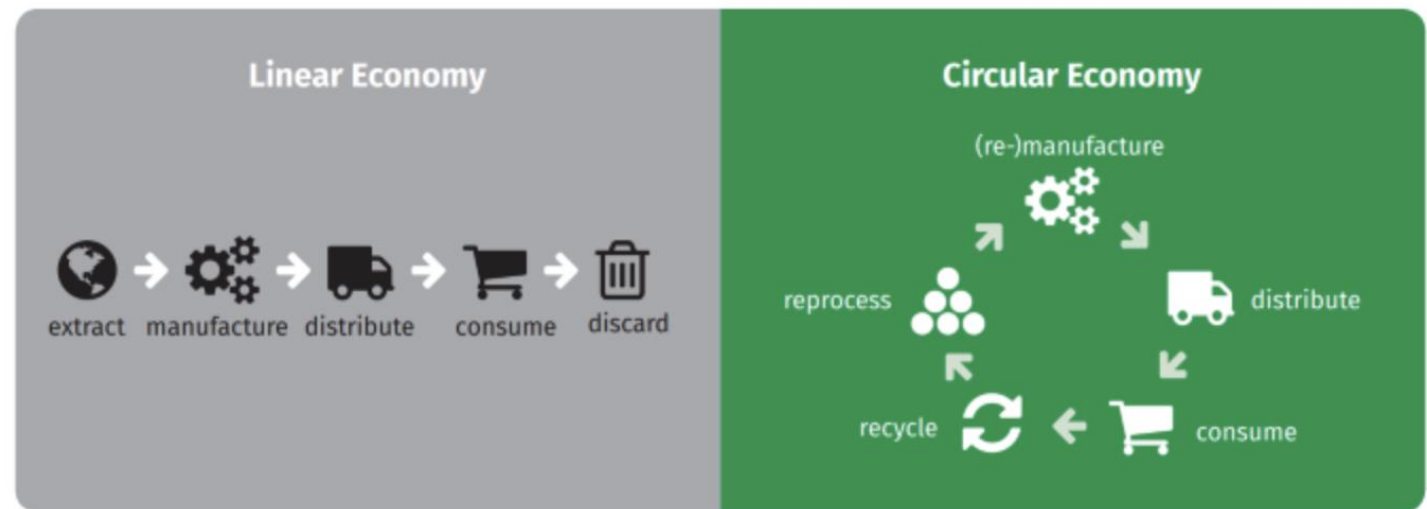 Linear Economy
extract
manufacture
distribute
consume
discard
Circular Economy
(re-)manufacture
distribute
consume
recycle
reprocess